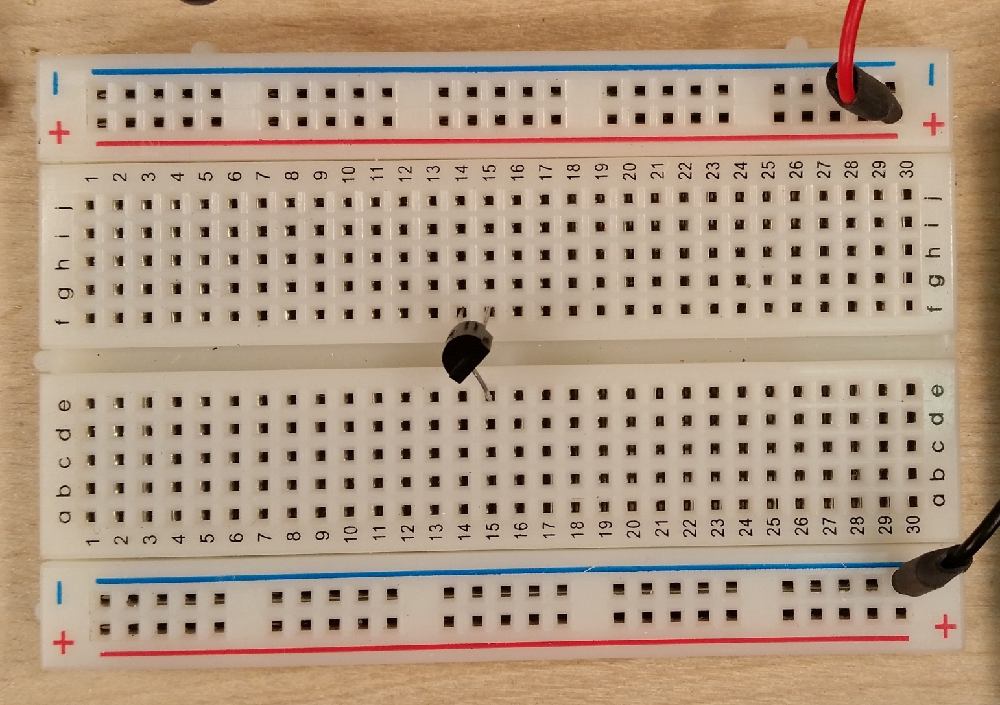 − −
+ +
1 2 3 4 5 6 7 8 9 10 11 12 13 14 15 16 17 18 19 20 21 22 23 24 25 26 27 28 29 30
j j
i i
h h
g g
f f
e e
d d
c c
b b
a a
1 2 3 4 5 6 7 8 9 10 11 12 13 14 15 16 17 18 19 20 21 22 23 24 25 26 27 28 29 30
−
+ +